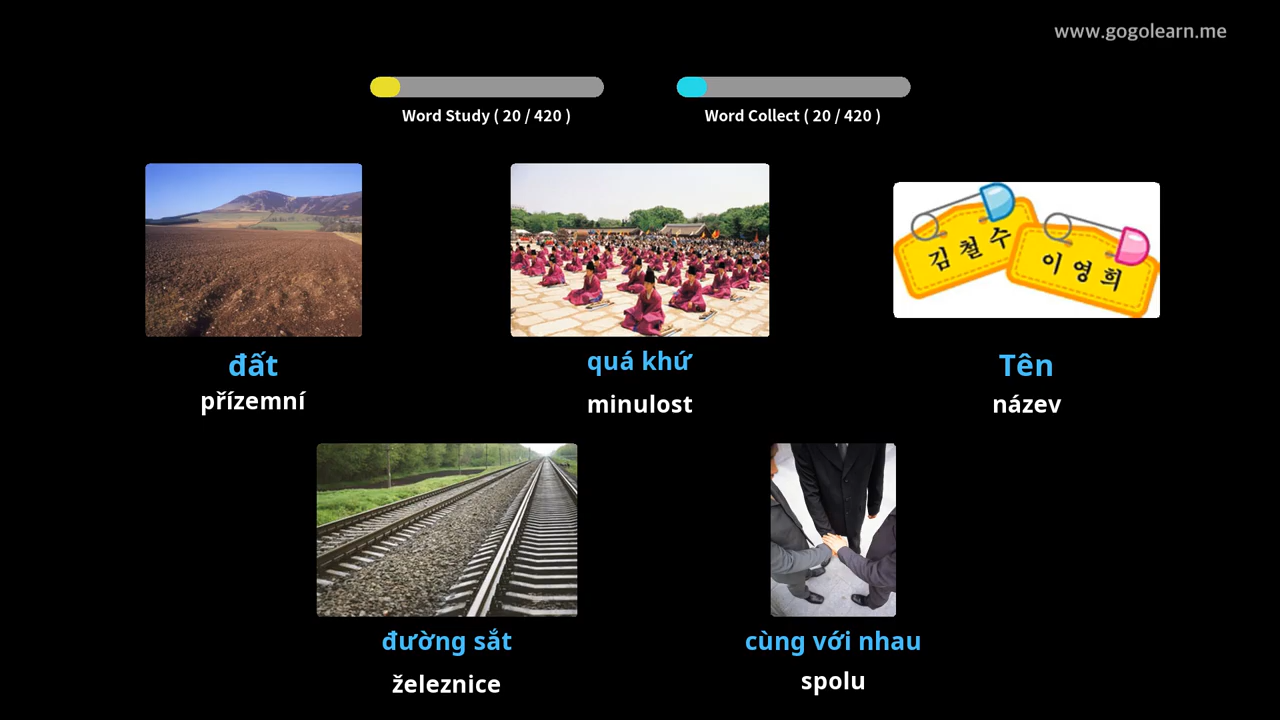 www.gogolearn.me
Word Study ( 20 / 420 )
Word Collect ( 20 / 420 )
김철수
이영희
đất
přízemní
quá khứ
minulost
Tên
název
đường sắt
železnice
cùng với nhau
spolu